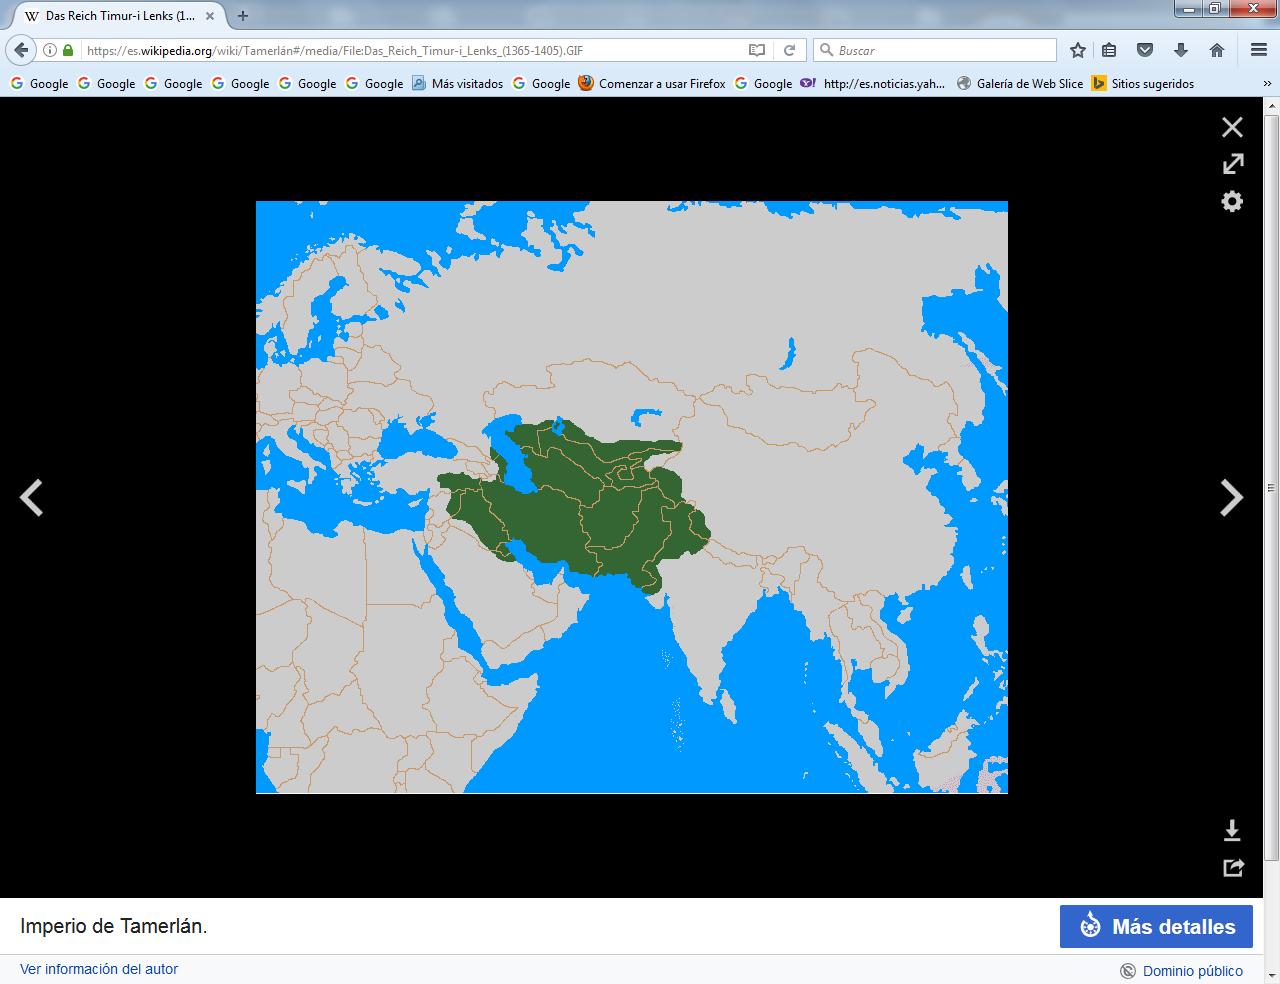 Das Reich Timur-i Lenks (1...
https://es.wikipedia.org/wiki/Tamerlán#/media/File:Das_Reich_Timur-i_Lenks_(1365-1405).GIF
Buscar
Google Google Google Google Google Google Más visitados Google Comenzar a usar Firefox Google http://es.noticias.yah... Galería de Web Slice Sitios sugeridos
Imperio de Tamerlán.
Más detalles
Ver información del autor
Dominio público